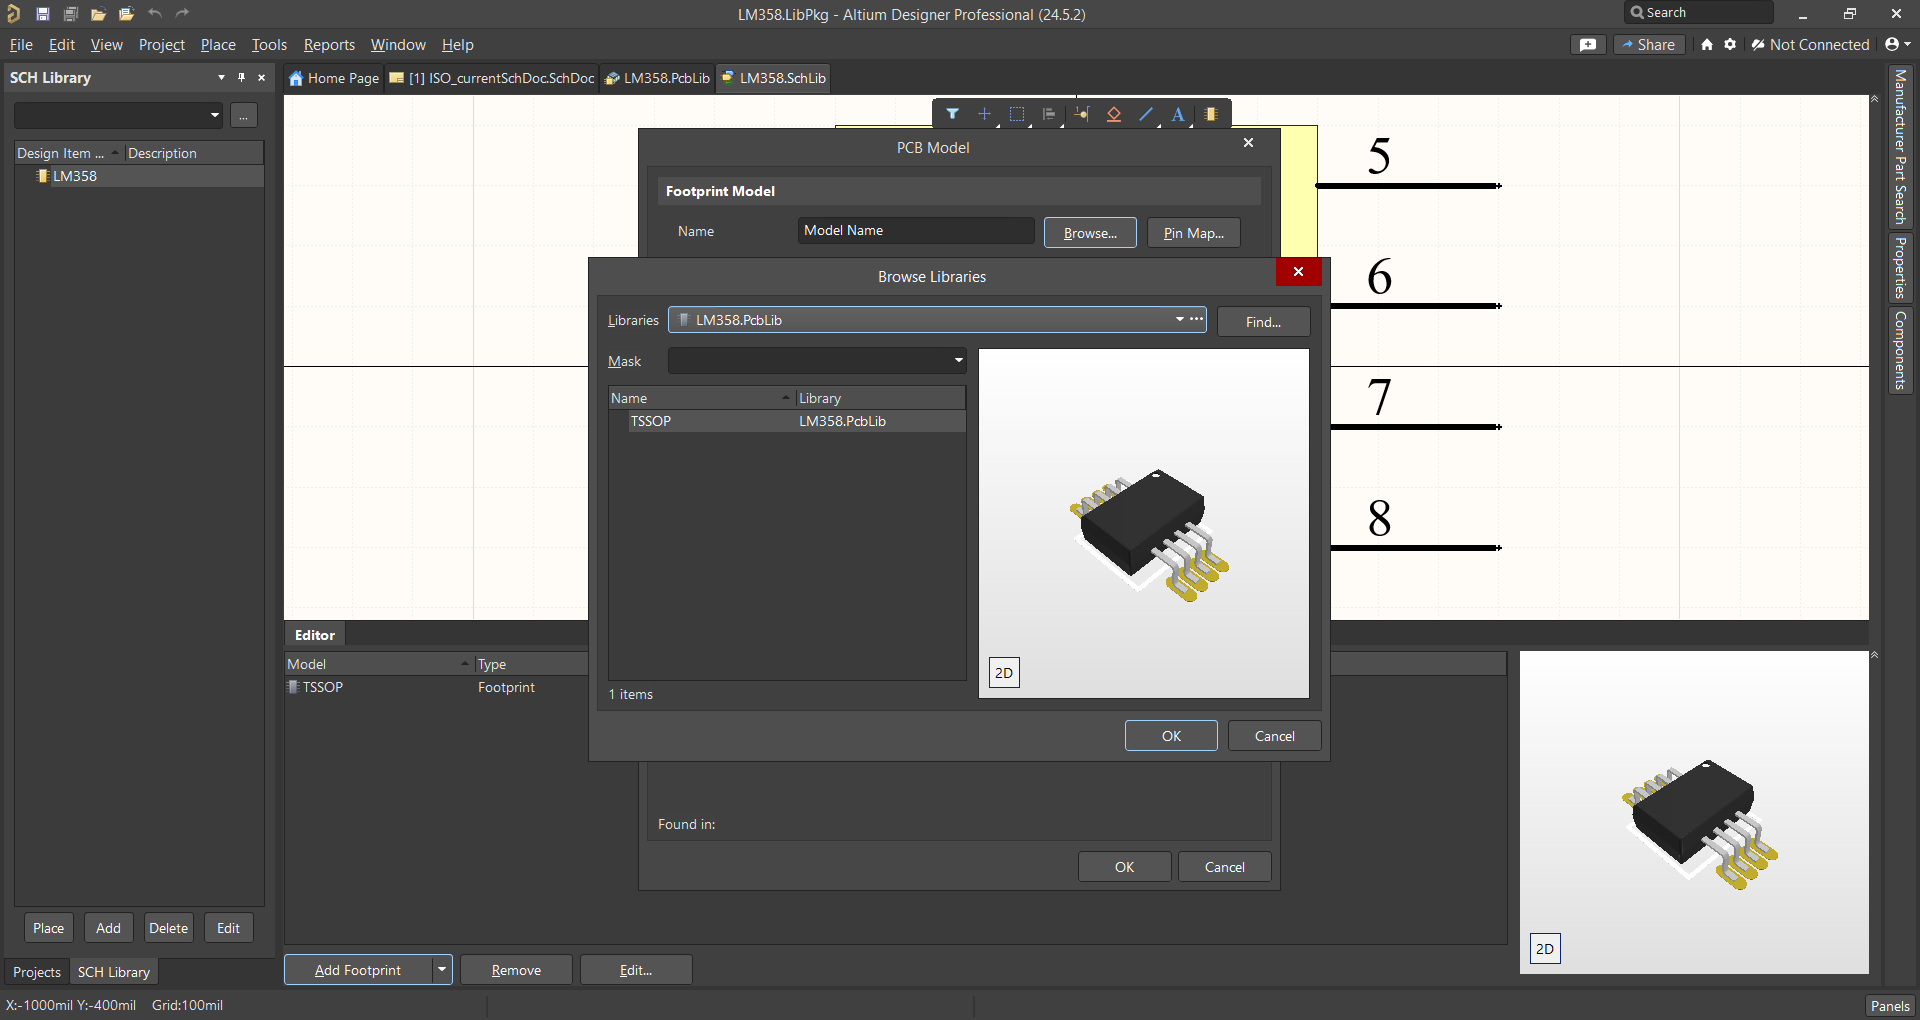 LM358.LibPkg - Altium Designer Professional (24.5.2)
Search
File Edit View Project Place Tools Reports Window Help
Share
Not Connected
SCH Library
Home Page
[1] ISO_currentSchDoc.SchDoc
LM358.PcbLib
LM358.SchLib
...
Design Item ... Description
LM358
A
5
6
7
8
PCB Model
Footprint Model
Name Model Name Browse... Pin Map...
Browse Libraries
Libraries LM358.PcbLib Find...
Mask
Name Library
TSSOP LM358.PcbLib
2D
1 items
OK Cancel
Found in:
OK Cancel
Editor
Model Type
TSSOP Footprint
2D
Place Add Delete Edit
Projects SCH Library
Add Footprint Remove Edit...
X:-1000mil Y:-400mil Grid:100mil
Panels
Manufacturer Part Search
Properties
Components